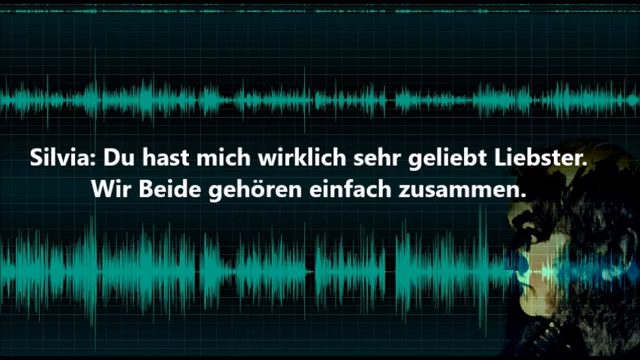 Silvia: Du hast mich wirklich sehr geliebt Liebster.
Wir Beide gehören einfach zusammen.